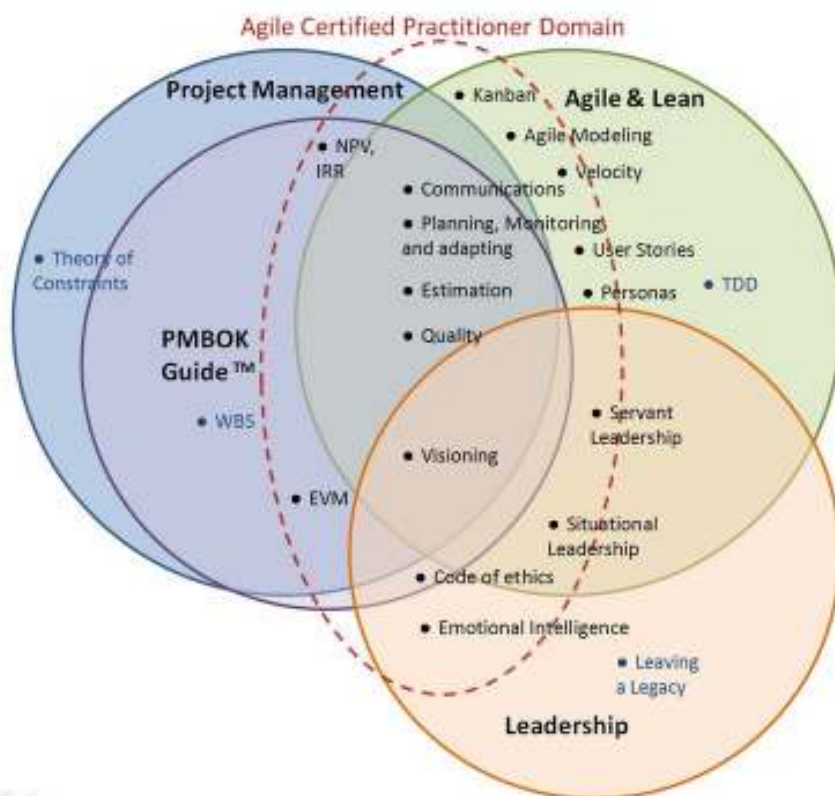 Agile Certified Practitioner Domain
Project Management
• Kanban
Agile & Lean
• NPV,
IRR
• Agile Modeling
• Velocity
• Communications
• Planning, Monitoring
and adapting
• User Stories
• Theory of
Constraints
• TDD
• Estimation
• Personas
PMBOK
Guide™
• Quality
• WBS
• Servant
Leadership
• Visioning
• EVM
• Situational
Leadership
• Code of ethics
• Emotional Intelligence
• Leaving
a Legacy
Leadership